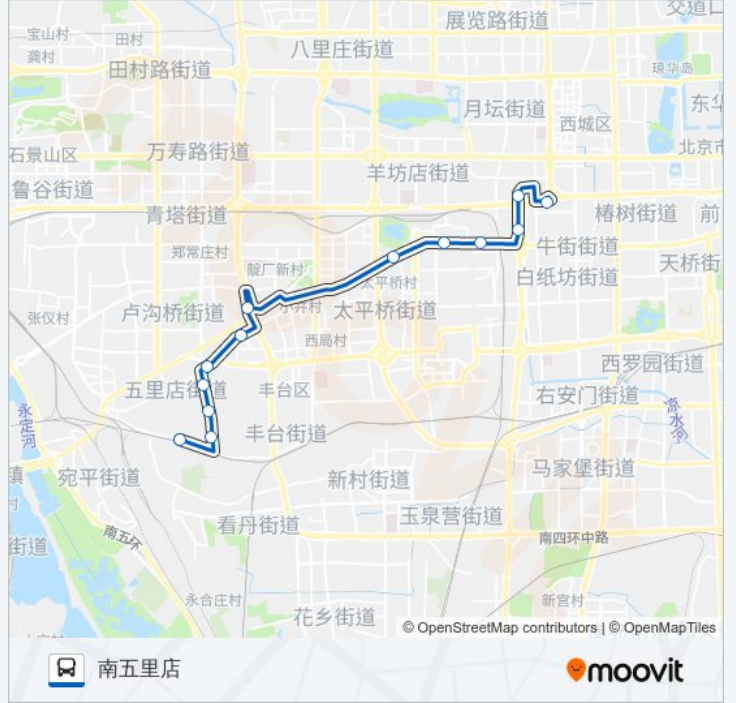 展览路街道
交道口
宝山村
田村
龚村
八里庄街道
田村路街道
琼华岛
月坛街道
东华
西城区
北京市
石景山区
万寿路街道
羊坊店街道
鲁谷街道
青塔街道
椿树街道
前
牛街街道
郑常庄村
靛厂新村
天桥街
白纸坊街道
太平桥村
小井村
卢沟桥街道
太平桥街道
张仪村
西局村
西罗园街道
五里店街道
丰台区
右安门街道
永定河
凉水河
丰台街道
马家堡街道
宛平街道
新村街道
镇
村
玉泉营街道
看丹街道
南五环
南四环中路
街道
永合庄村
新宫村
花乡街道
© OpenStreetMap contributors | © OpenMapTiles
南五里店
moovit